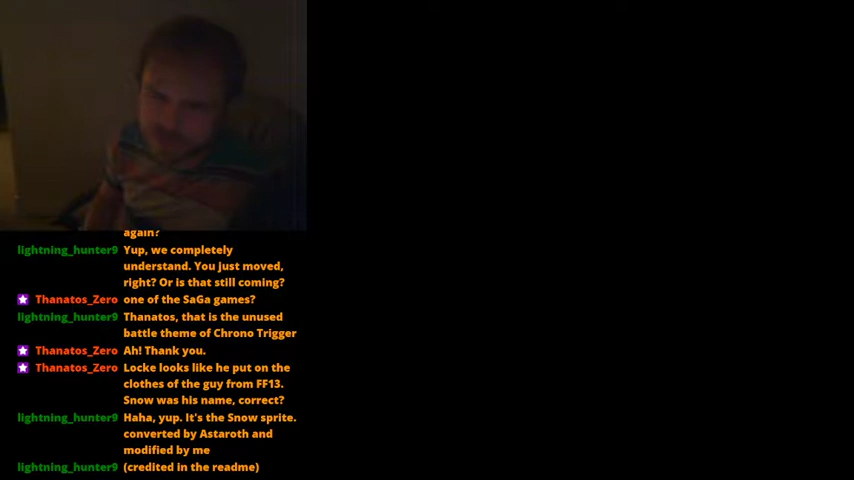 again?
lightning_hunter9 Yup, we completely
understand. You just moved,
right? Or is that still coming?
Thanatos_Zero one of the SaGa games?
lightning_hunter9 Thanatos, that is the unused
battle theme of Chrono Trigger
Thanatos_Zero Ah! Thank you.
Thanatos_Zero Locke looks like he put on the
clothes of the guy from FF13.
Snow was his name, correct?
lightning_hunter9 Haha, yup. It's the Snow sprite.
converted by Astaroth and
modified by me
lightning_hunter9 (credited in the readme)